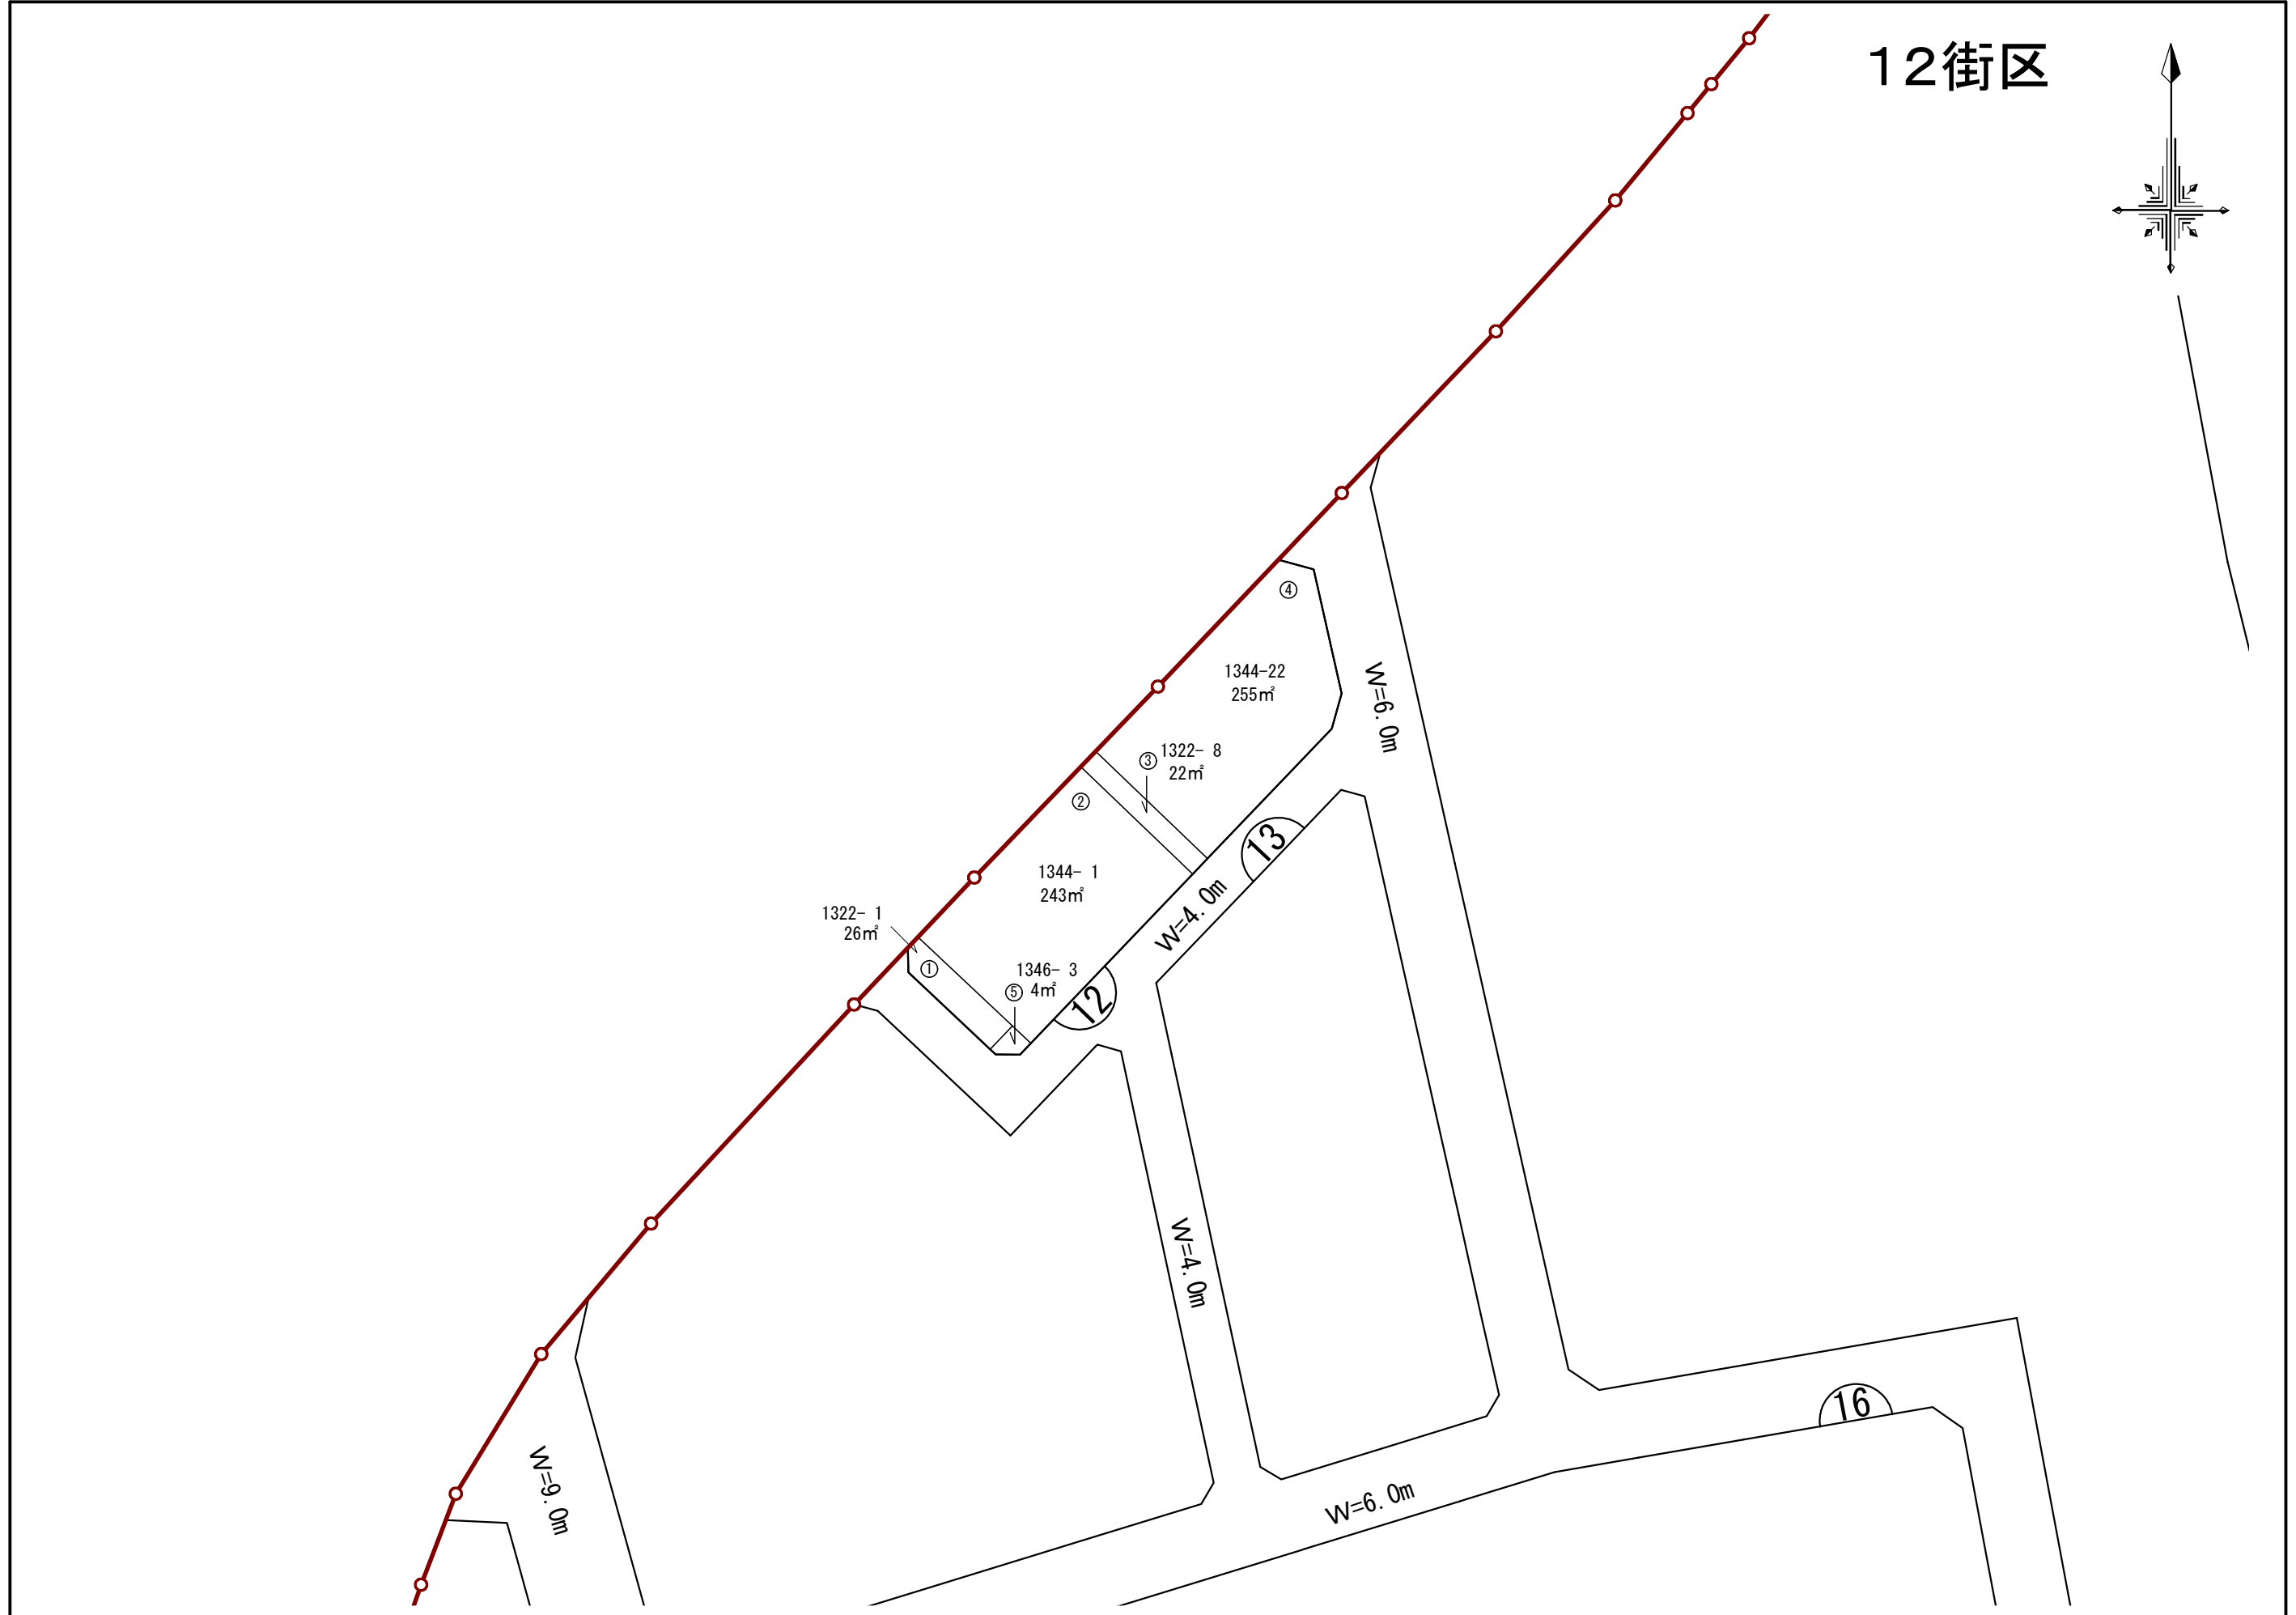 12街区
④
1344-22
255㎡
W=6.0m
③ 1322- 8
22㎡
②
13
1344- 1
243㎡
W=4.0m
1322- 1
26㎡
①
1346- 3
⑤ 4㎡
12
W=4.0m
16
W=9.0m
W=6.0m